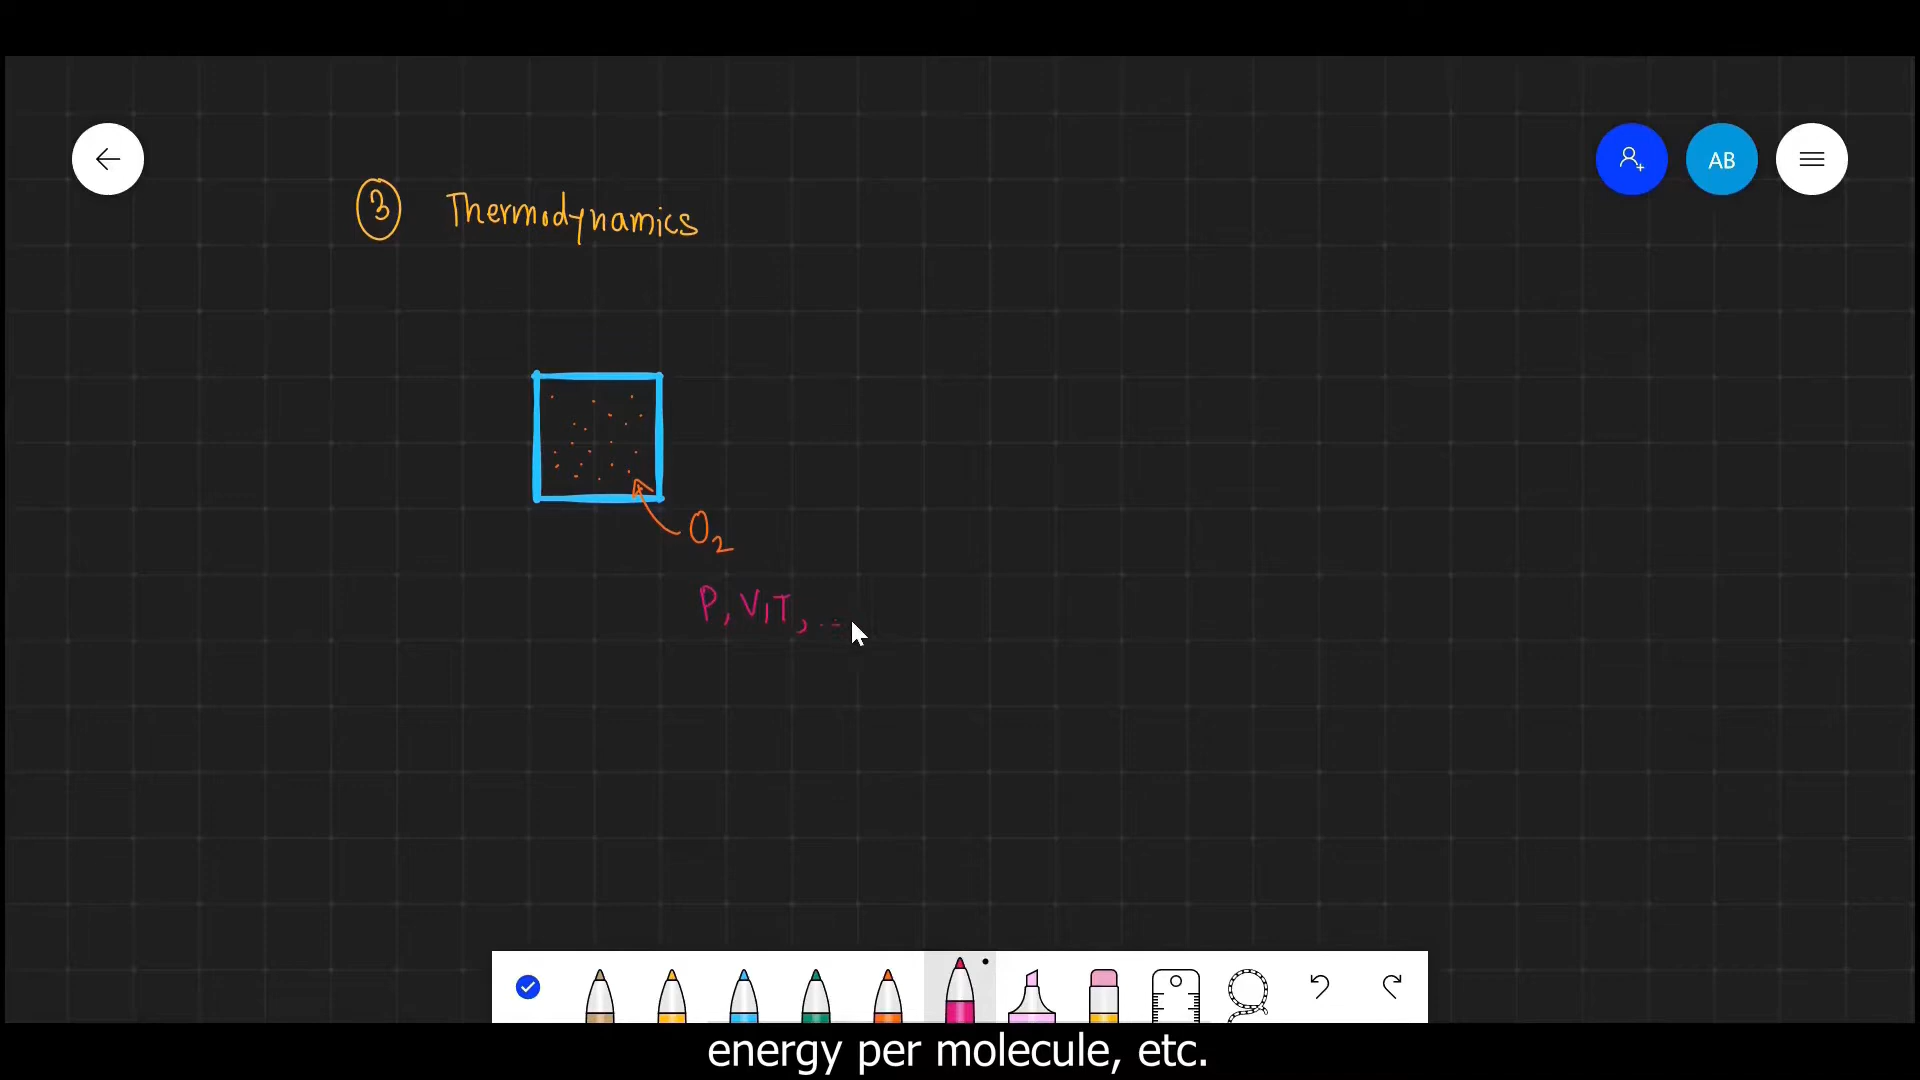 AB
③ Thermodynamics
O₂
P, V, T, ...
energy per molecule, etc.